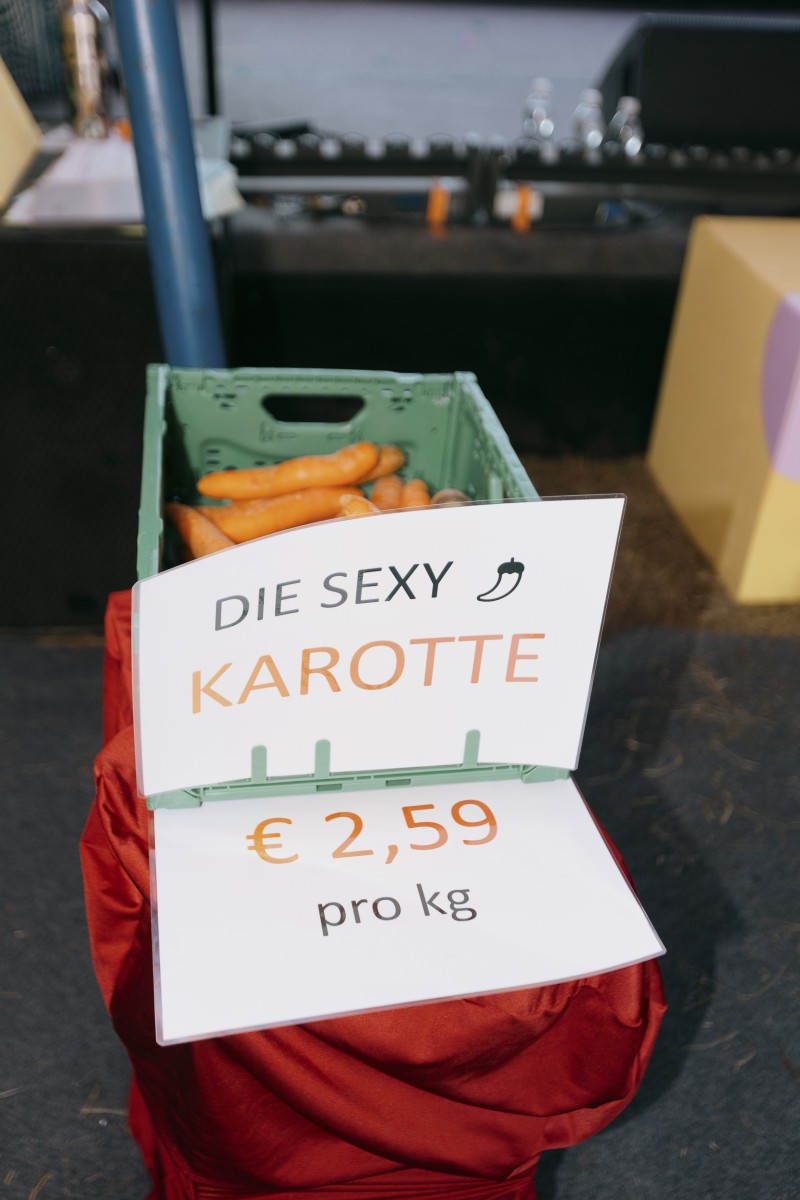 DIE SEXY
KAROTTE
€ 2,59
pro kg